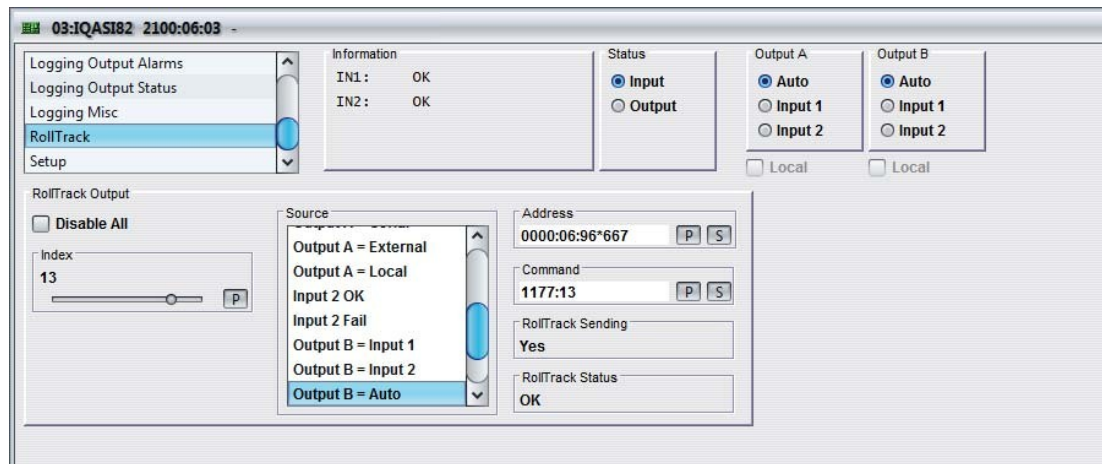 03:IQASI82 2100:06:03 -
Logging Output Alarms
Logging Output Status
Logging Misc
RollTrack
Setup
Information
IN1: OK
IN2: OK
Status
Input
Output
Output A
Auto
Input 1
Input 2
Local
Output B
Auto
Input 1
Input 2
Local
RollTrack Output
Disable All
Index
13
P
Source
Output A = External
Output A = Local
Input 2 OK
Input 2 Fail
Output B = Input 1
Output B = Input 2
Output B = Auto
Address
0000:06:96*667 P S
Command
1177:13 P S
RollTrack Sending
Yes
RollTrack Status
OK